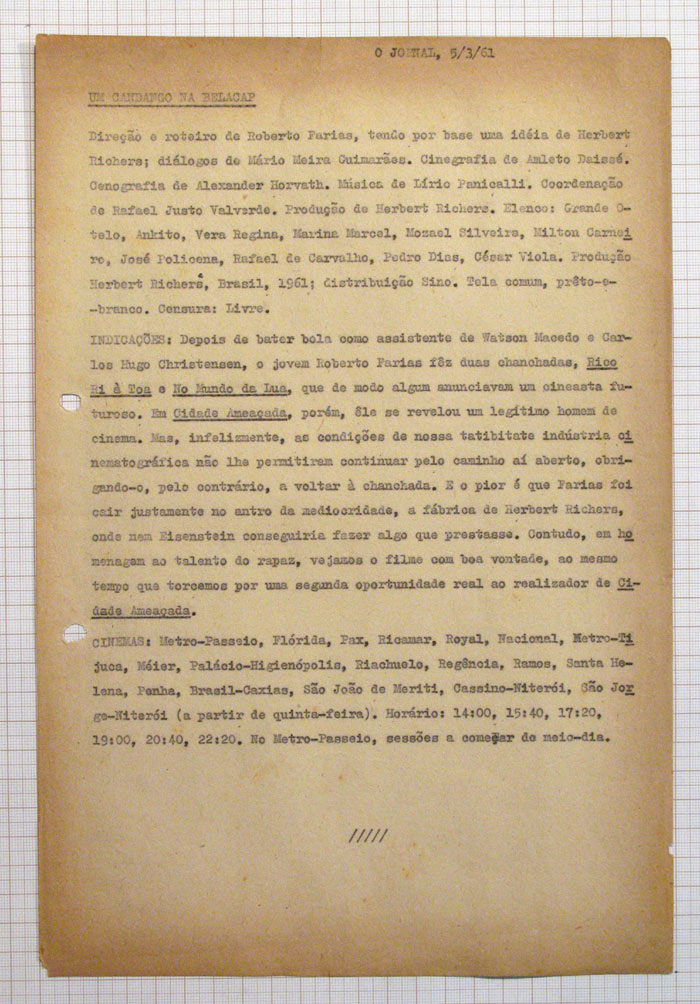 O JORNAL, 5/3/61
UM CANDANGO NA BELACAP
Direção e roteiro de Roberto Farias, tendo por base uma idéia de Herbert
Richers; diálogos de Mário Meira Guimarães. Cinegrafia de Amleto Daissé.
Cenografia de Alexander Horvath. Música de Lírio Panicalli. Coordenação
de Rafael Justo Valverde. Produção de Herbert Richers. Elenco: Grande O-
telo, Ankito, Vera Regina, Marina Marcel, Mozael Silveira, Milton Carnei
ro, José Policena, Rafael de Carvalho, Pedro Dias, César Viola. Produção
Herbert Richers, Brasil, 1961; distribuição Sino. Tela comum, prêto-e-
-branco. Censura: Livre.
INDICAÇÕES: Depois de bater bola como assistente de Watson Macedo e Car-
los Hugo Christensen, o jovem Roberto Farias fêz duas chanchadas, Rico
Ri à Toa e No Mundo da Lua, que de modo algum anunciavam um cineasta fu-
turoso. Em Cidade Ameaçada, porém, êle se revelou um legítimo homem de
cinema. Mas, infelizmente, as condições de nossa tatibitate indústria ci
nematográfica não lhe permitiram continuar pelo caminho aí aberto, obri-
gando-o, pelo contrário, a voltar à chanchada. E o pior é que Farias foi
cair justamente no antro da mediocridade, a fábrica de Herbert Richers,
onde nem Eisenstein conseguiria fazer algo que prestasse. Contudo, em ho
menagem ao talento do rapaz, vejamos o filme com boa vontade, ao mesmo
tempo que torcemos por uma segunda oportunidade real ao realizador de Ci-
dade Ameaçada.
CINEMAS: Metro-Passeio, Flórida, Pax, Ricamar, Royal, Nacional, Metro-Ti
juca, Méier, Palácio-Higienópolis, Riachuelo, Regência, Ramos, Santa He-
lena, Penha, Brasil-Caxias, São João de Meriti, Cassino-Niterói, São Jor
ge-Niterói (a partir de quinta-feira). Horário: 14:00, 15:40, 17:20,
19:00, 20:40, 22:20. No Metro-Passeio, sessões a começar do meio-dia.
/////